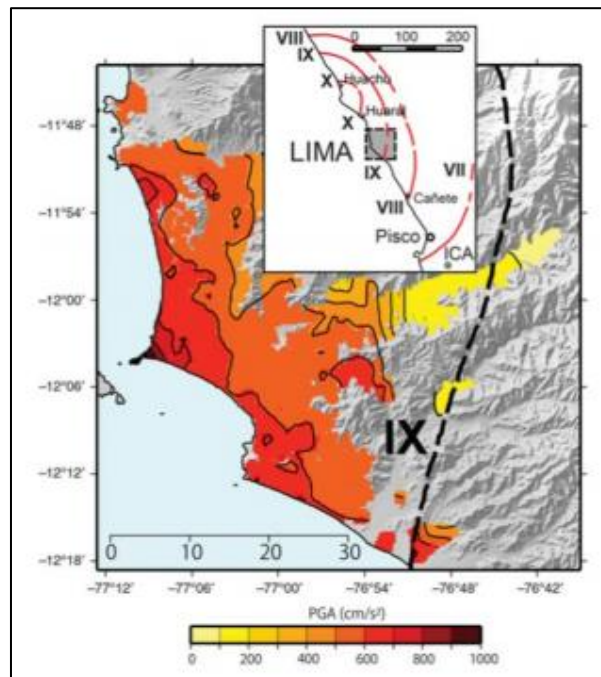 0 50 100 150 200
VIII
IX
X
Huacho
X
Huaral
LIMA
IX
VII
Cañete
VIII
Pisco
ICA
−11°48'
−11°54'
−12°00'
−12°06'
−12°12'
−12°18'
IX
0 10 20 30
−77°12' −77°06' −77°00' −76°54' −76°48' −76°42'
PGA (cm/s²)
0 200 400 600 800 1000